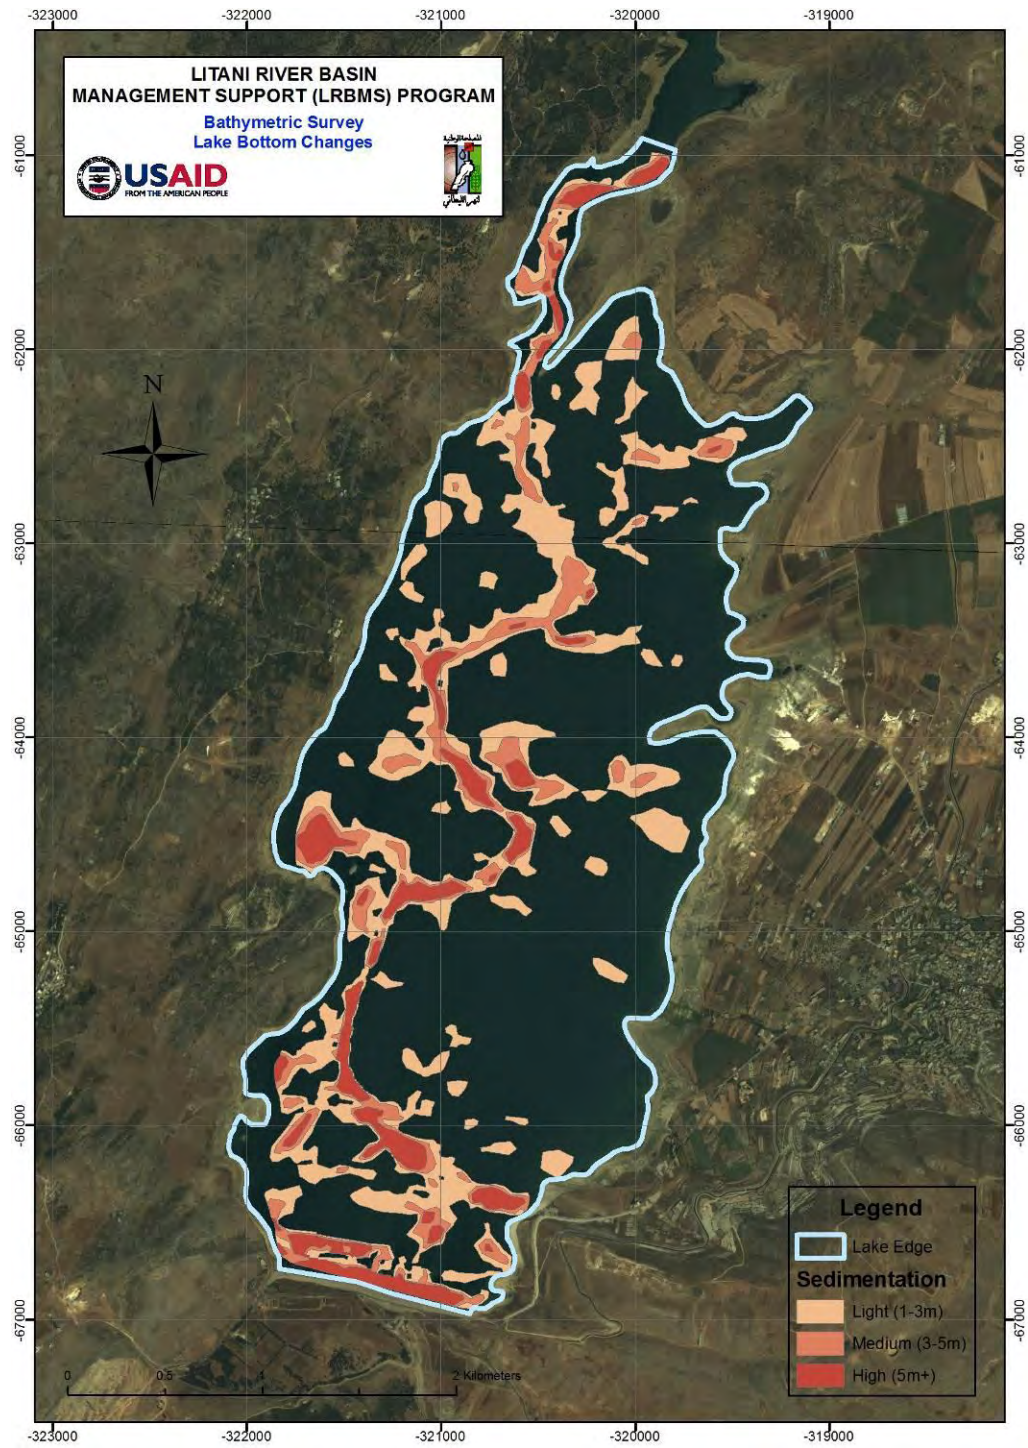 -323000
-322000
-321000
-320000
-319000
LITANI RIVER BASIN
MANAGEMENT SUPPORT (LRBMS) PROGRAM
Bathymetric Survey
Lake Bottom Changes
USAID
FROM THE AMERICAN PEOPLE
N
-61000
-61000
-62000
-62000
-63000
-63000
-64000
-64000
-65000
-65000
-66000
-66000
-67000
-67000
Legend
Lake Edge
Sedimentation
Light (1-3m)
Medium (3-5m)
High (5m+)
0
0.5
1
2 Kilometers
-323000
-322000
-321000
-320000
-319000